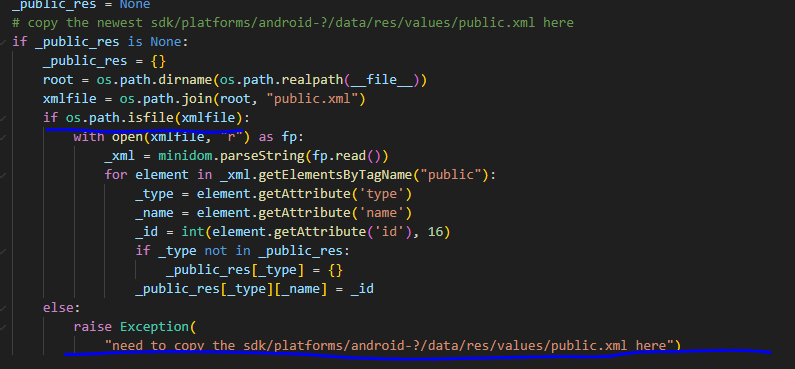 _public_res = None
# copy the newest sdk/platforms/android-?/data/res/values/public.xml here
if _public_res is None:
    _public_res = {}
    root = os.path.dirname(os.path.realpath(__file__))
    xmlfile = os.path.join(root, "public.xml")
    if os.path.isfile(xmlfile):
        with open(xmlfile, "r") as fp:
            _xml = minidom.parseString(fp.read())
            for element in _xml.getElementsByTagName("public"):
                _type = element.getAttribute('type')
                _name = element.getAttribute('name')
                _id = int(element.getAttribute('id'), 16)
                if _type not in _public_res:
                    _public_res[_type] = {}
                _public_res[_type][_name] = _id
    else:
        raise Exception(
            "need to copy the sdk/platforms/android-?/data/res/values/public.xml here")